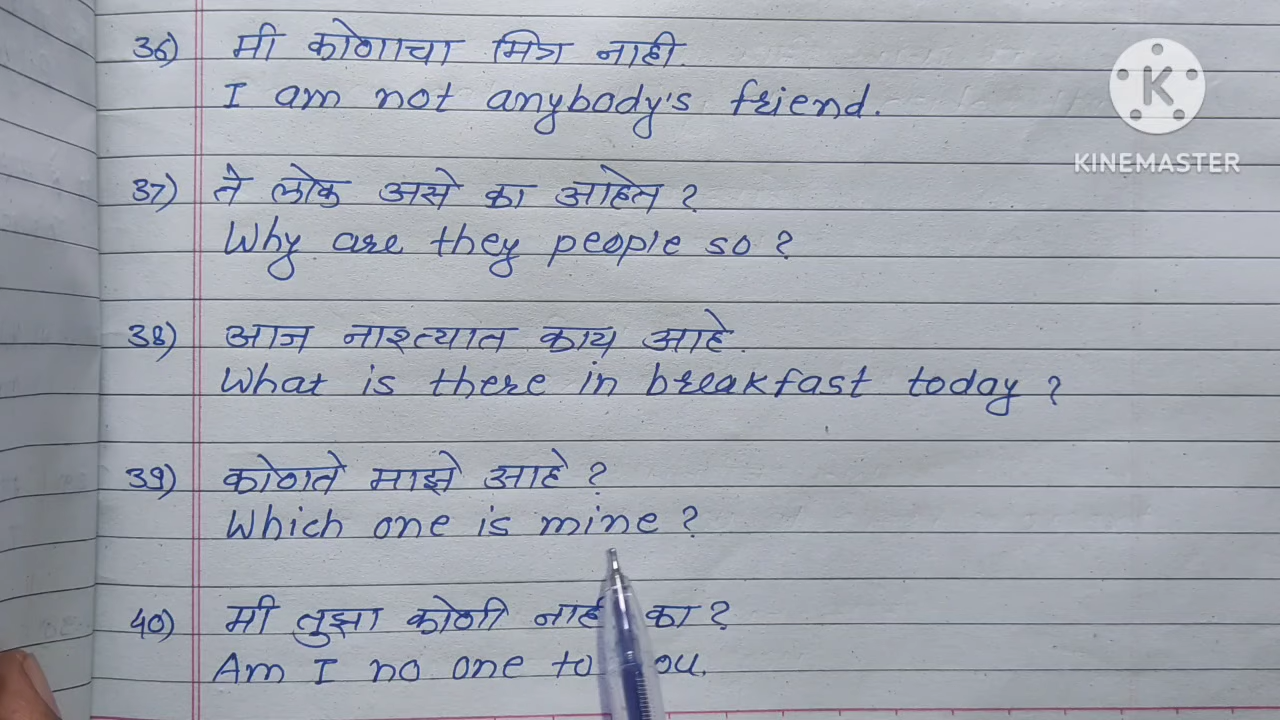 36) मी कोणाचा मित्र नाही.
I am not anybody's friend.
K
KINEMASTER
37) ते लोक असे का आहेत ?
Why are they people so ?
38) आज नाश्त्यात काय आहे.
What is there in breakfast today ?
39) कोणते माझे आहे ?
Which one is mine ?
40) मी तुझा कोणी का ?
Am I no one to